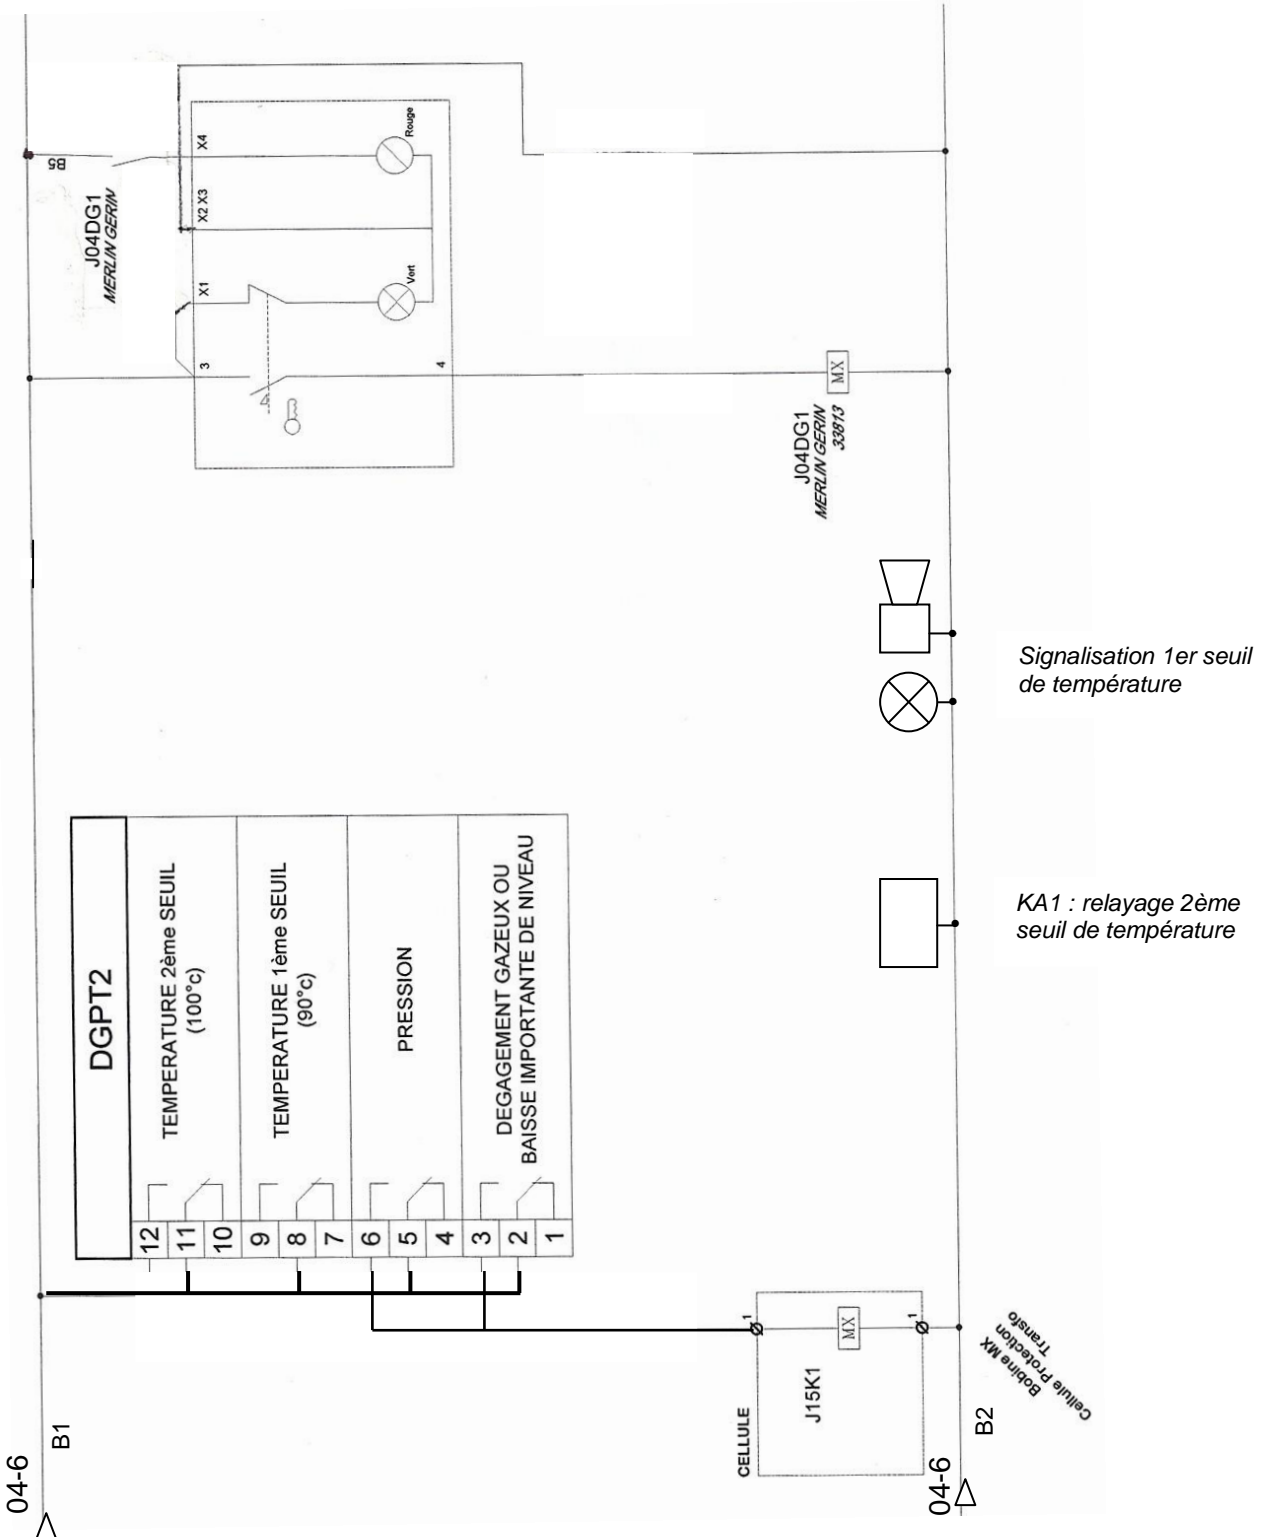 B5
J04DG1
MERLIN GERIN
X4
X2 X3
X1
3
4
Rouge
Vert
MX
J04DG1
MERLIN GERIN
33813
Signalisation 1er seuil
de température
KA1 : relayage 2ème
seuil de température
DGPT2
TEMPERATURE 2ème SEUIL
(100°c)
TEMPERATURE 1ème SEUIL
(90°c)
PRESSION
DEGAGEMENT GAZEUX OU
BAISSE IMPORTANTE DE NIVEAU
12
11
10
9
8
7
6
5
4
3
2
1
CELLULE
J15K1
1
MX
1
Bobine MX
Cellule Protection
Transfo
04-6
B1
04-6
B2